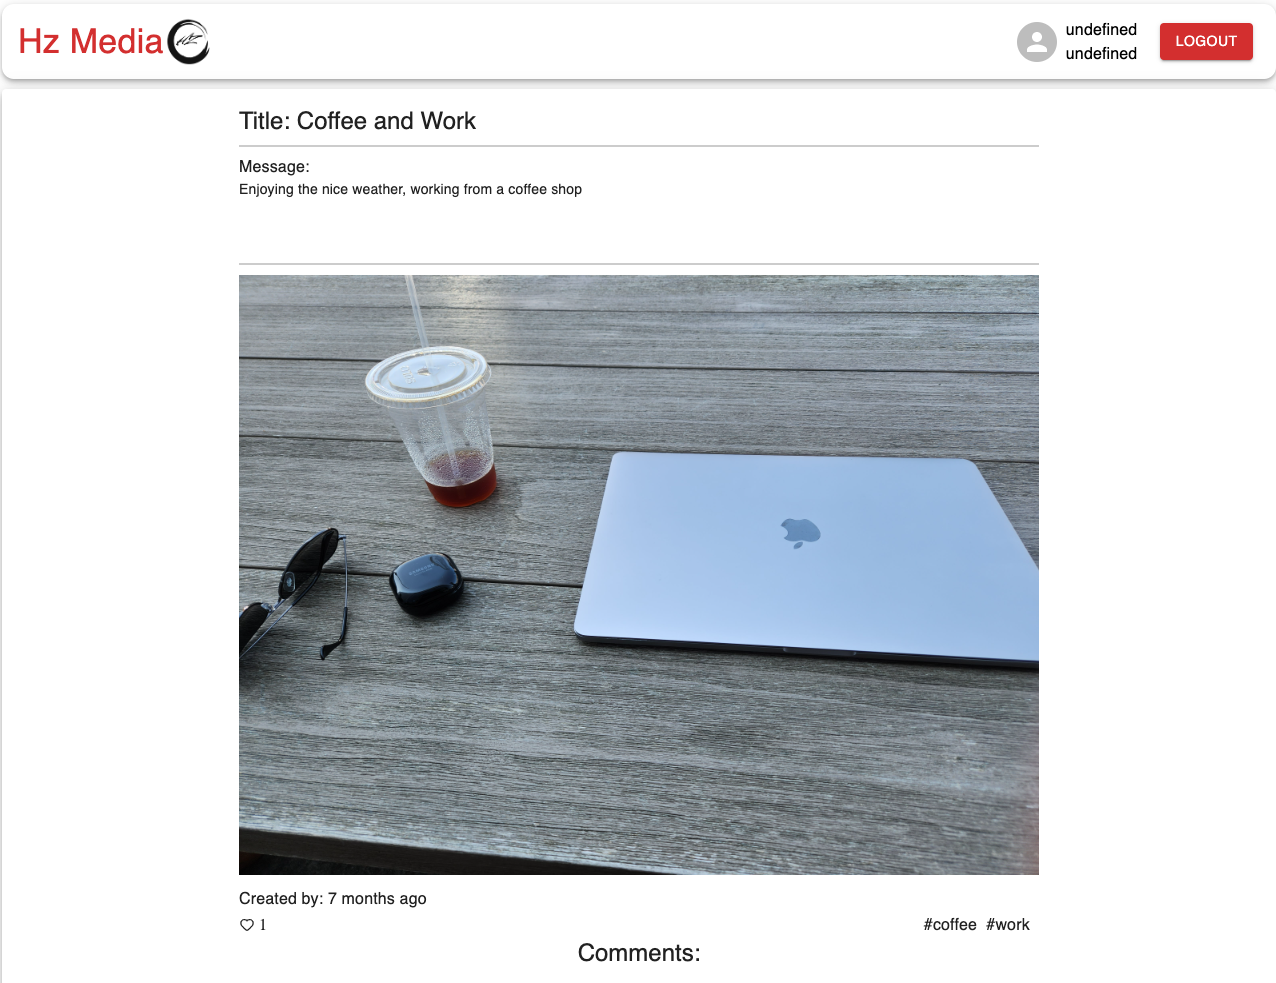 Hz Media
undefined
undefined
LOGOUT
Title: Coffee and Work
Message:
Enjoying the nice weather, working from a coffee shop
Created by: 7 months ago
1
#coffee #work
Comments: